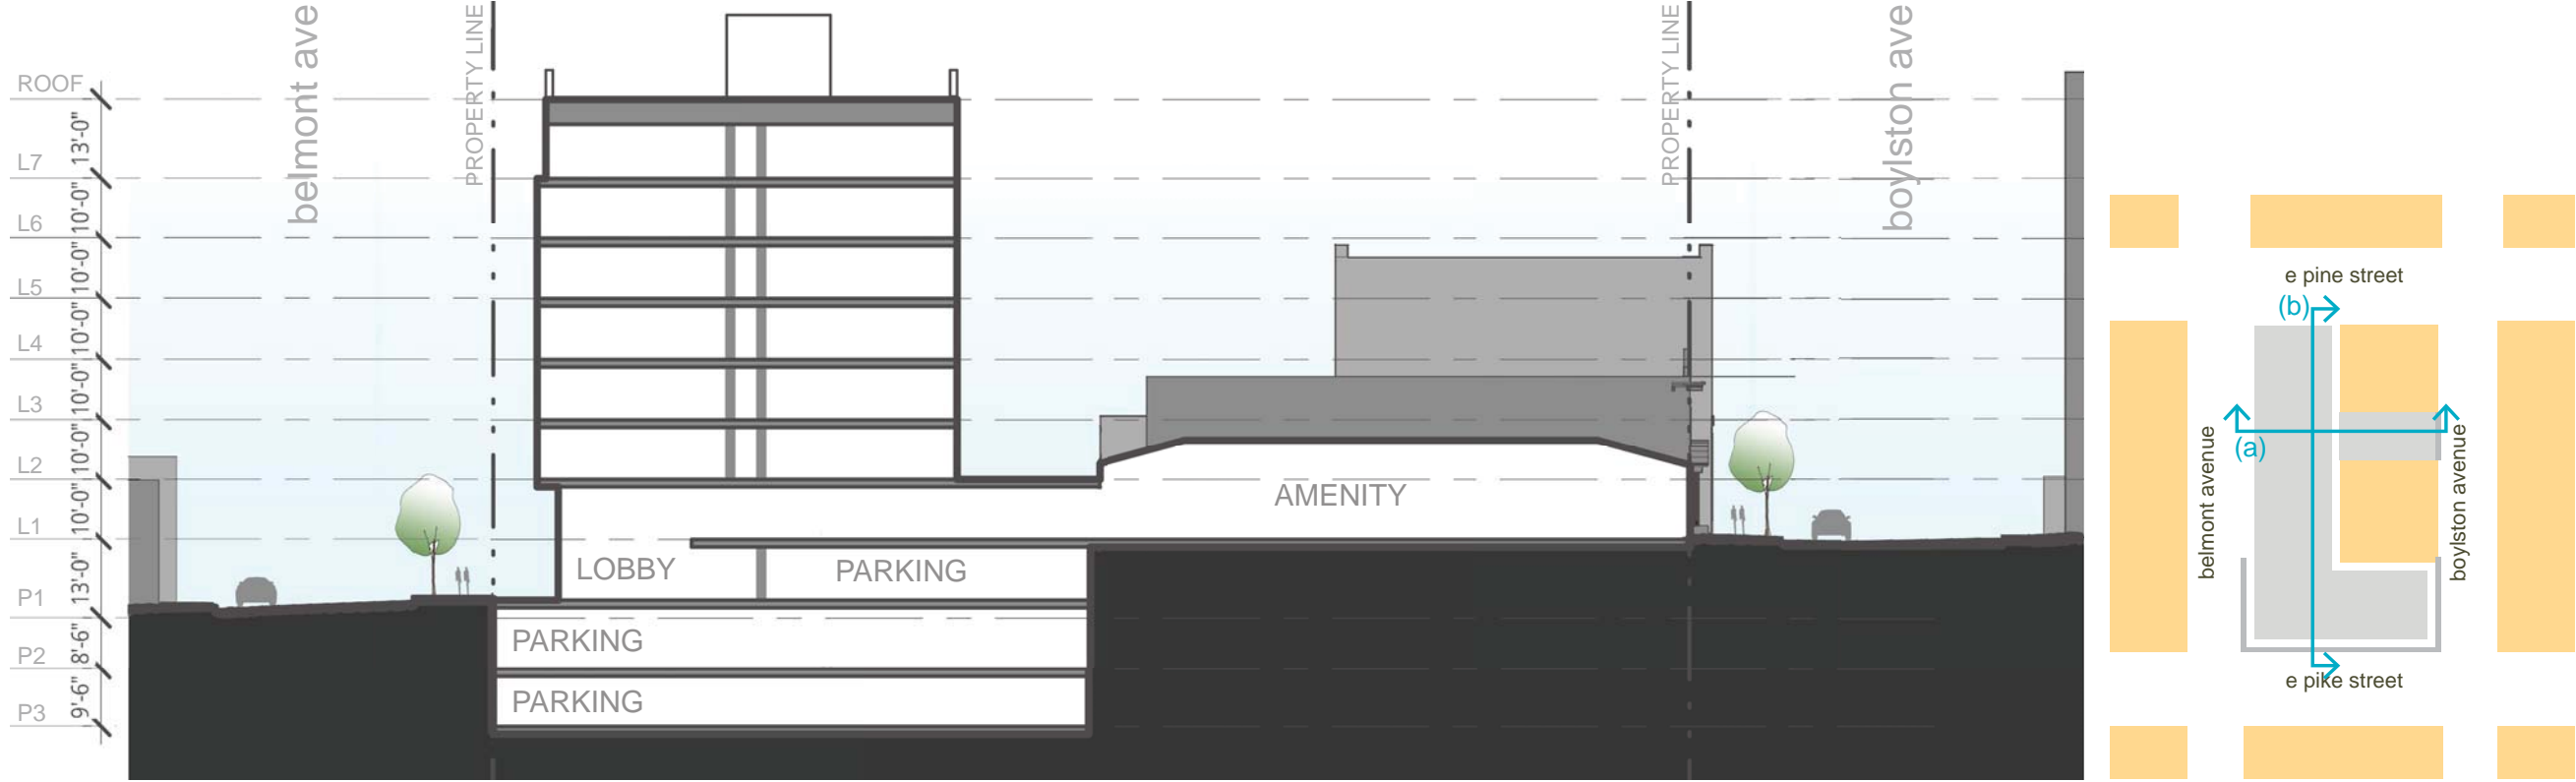 belmont ave
PROPERTY LINE
PROPERTY LINE
boylston ave
ROOF
13'-0"
L7
10'-0"
L6
10'-0"
L5
10'-0"
L4
10'-0"
L3
10'-0"
L2
10'-0"
L1
13'-0"
P1
8'-6"
P2
9'-6"
P3
AMENITY
LOBBY
PARKING
PARKING
PARKING
e pine street
(b)
(a)
belmont avenue
boylston avenue
e pike street